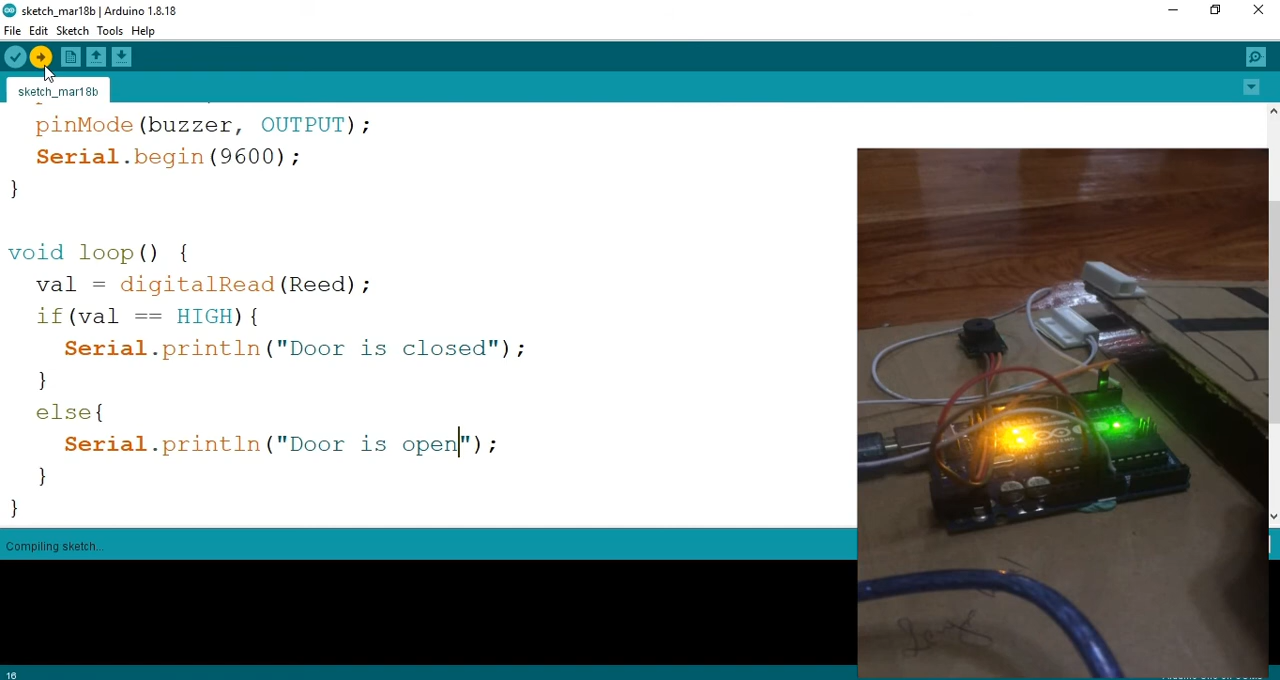 sketch_mar18b | Arduino 1.8.18
File Edit Sketch Tools Help
sketch_mar18b
pinMode(buzzer, OUTPUT);
Serial.begin(9600);
}
void loop() {
val = digitalRead(Reed);
if(val == HIGH){
Serial.println("Door is closed");
}
else{
Serial.println("Door is open");
}
}
Compiling sketch...
16